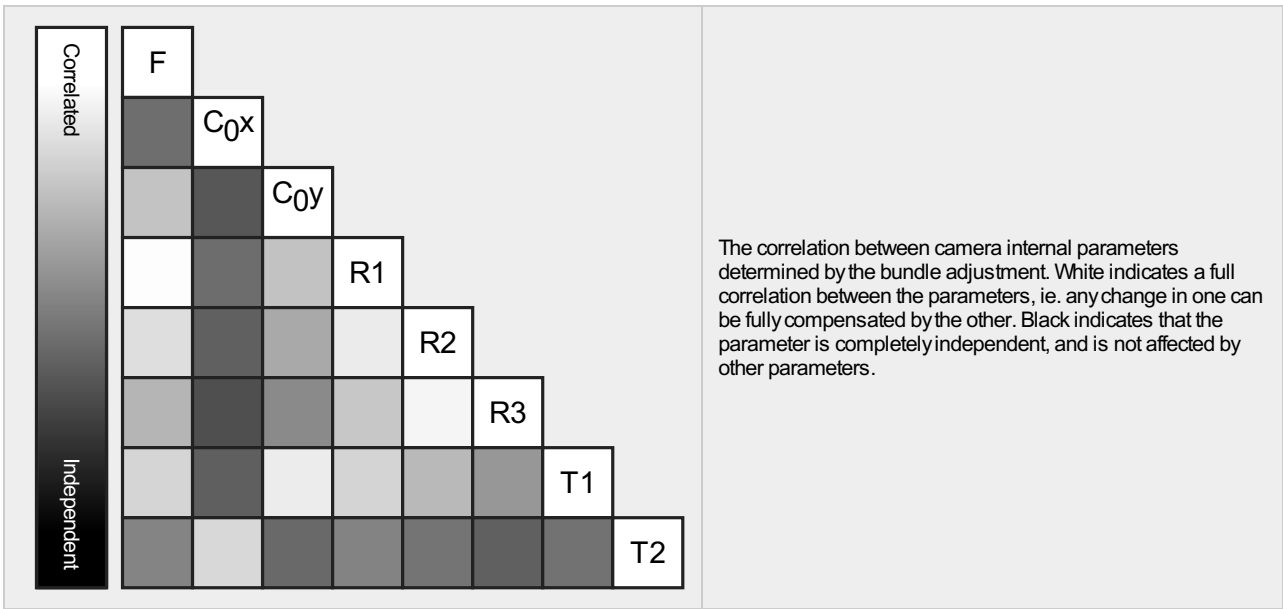 Correlated
Independent
F
C0x
C0y
R1
R2
R3
T1
T2
The correlation between camera internal parameters
determined by the bundle adjustment. White indicates a full
correlation between the parameters, ie. any change in one can
be fully compensated by the other. Black indicates that the
parameter is completely independent, and is not affected by
other parameters.